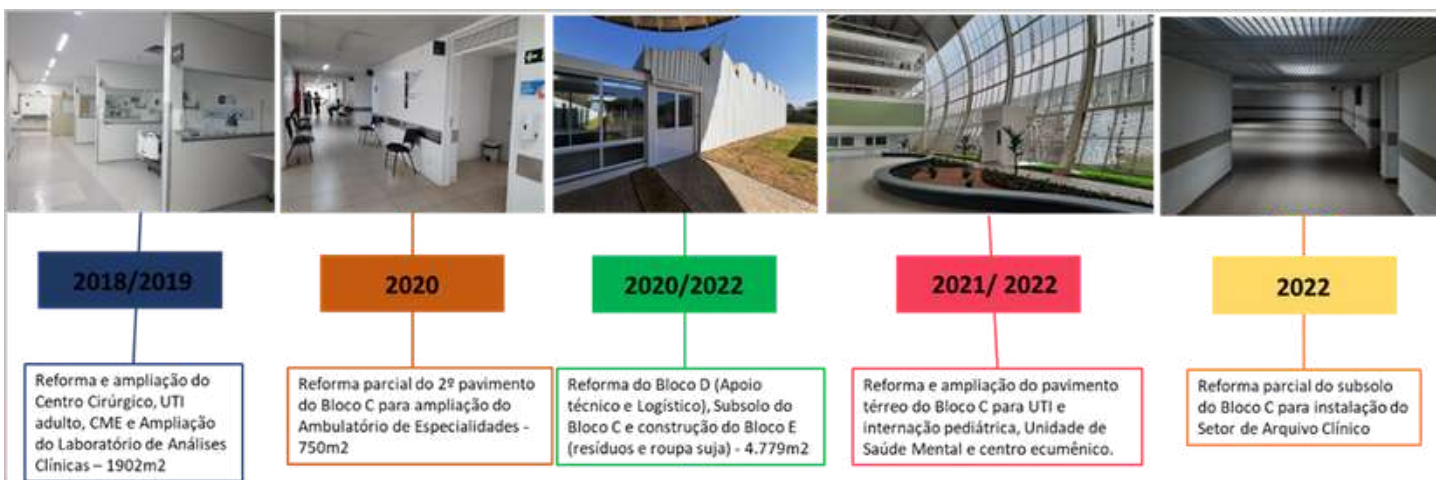 2018/2019
Reforma e ampliação do
Centro Cirúrgico, UTI
adulto, CME e Ampliação
do Laboratório de Análises
Clínicas – 1902m2
2020
Reforma parcial do 2º pavimento
do Bloco C para ampliação do
Ambulatório de Especialidades -
750m2
2020/2022
Reforma do Bloco D (Apoio
técnico e Logístico), Subsolo do
Bloco C e construção do Bloco E
(resíduos e roupa suja) - 4.779m2
2021/ 2022
Reforma e ampliação do pavimento
térreo do Bloco C para UTI e
internação pediátrica, Unidade de
Saúde Mental e centro ecumênico.
2022
Reforma parcial do subsolo
do Bloco C para instalação do
Setor de Arquivo Clínico